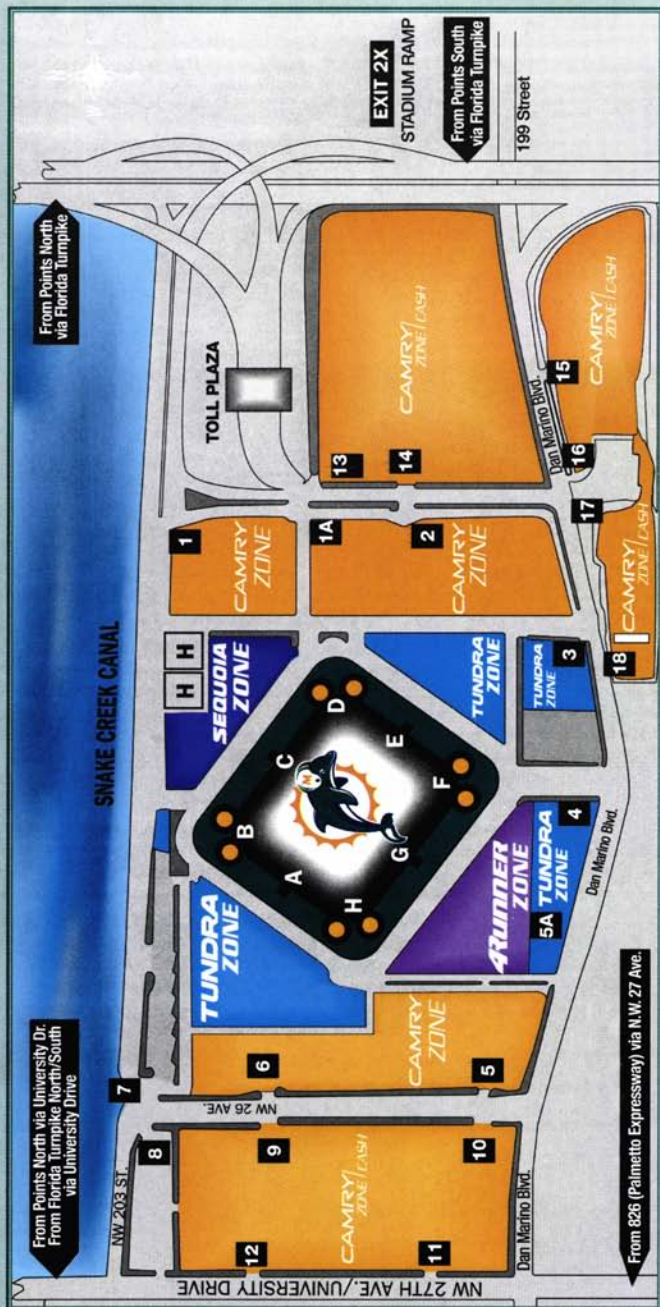 From Points North via University Dr.
From Florida Turnpike North/South
via University Drive
SNAKE CREEK CANAL
From Points North
via Florida Turnpike
NW 203 ST.
7
8
NW 26 AVE.
12
9
6
TUNDRA
ZONE
H
H
SEQUOIA
ZONE
1
CAMRY
ZONE
TOLL PLAZA
A
B
C
D
E
F
G
H
M
1A
2
CAMRY
ZONE
13
14
CAMRY
ZONE | CASH
EXIT 2X
STADIUM RAMP
From Points South
via Florida Turnpike
199 Street
CAMRY
ZONE | CASH
CAMRY
ZONE
11
10
5
4RUNNER
ZONE
5A
TUNDRA
ZONE
4
TUNDRA
ZONE
TUNDRA
ZONE
3
NW 27TH AVE./UNIVERSITY DRIVE
Dan Marino Blvd.
Dan Marino Blvd.
Dan Marino Blvd.
18
CAMRY
ZONE | CASH
17
16
15
CAMRY
ZONE | CASH
From 826 (Palmetto Expressway) via N.W. 27 Ave.